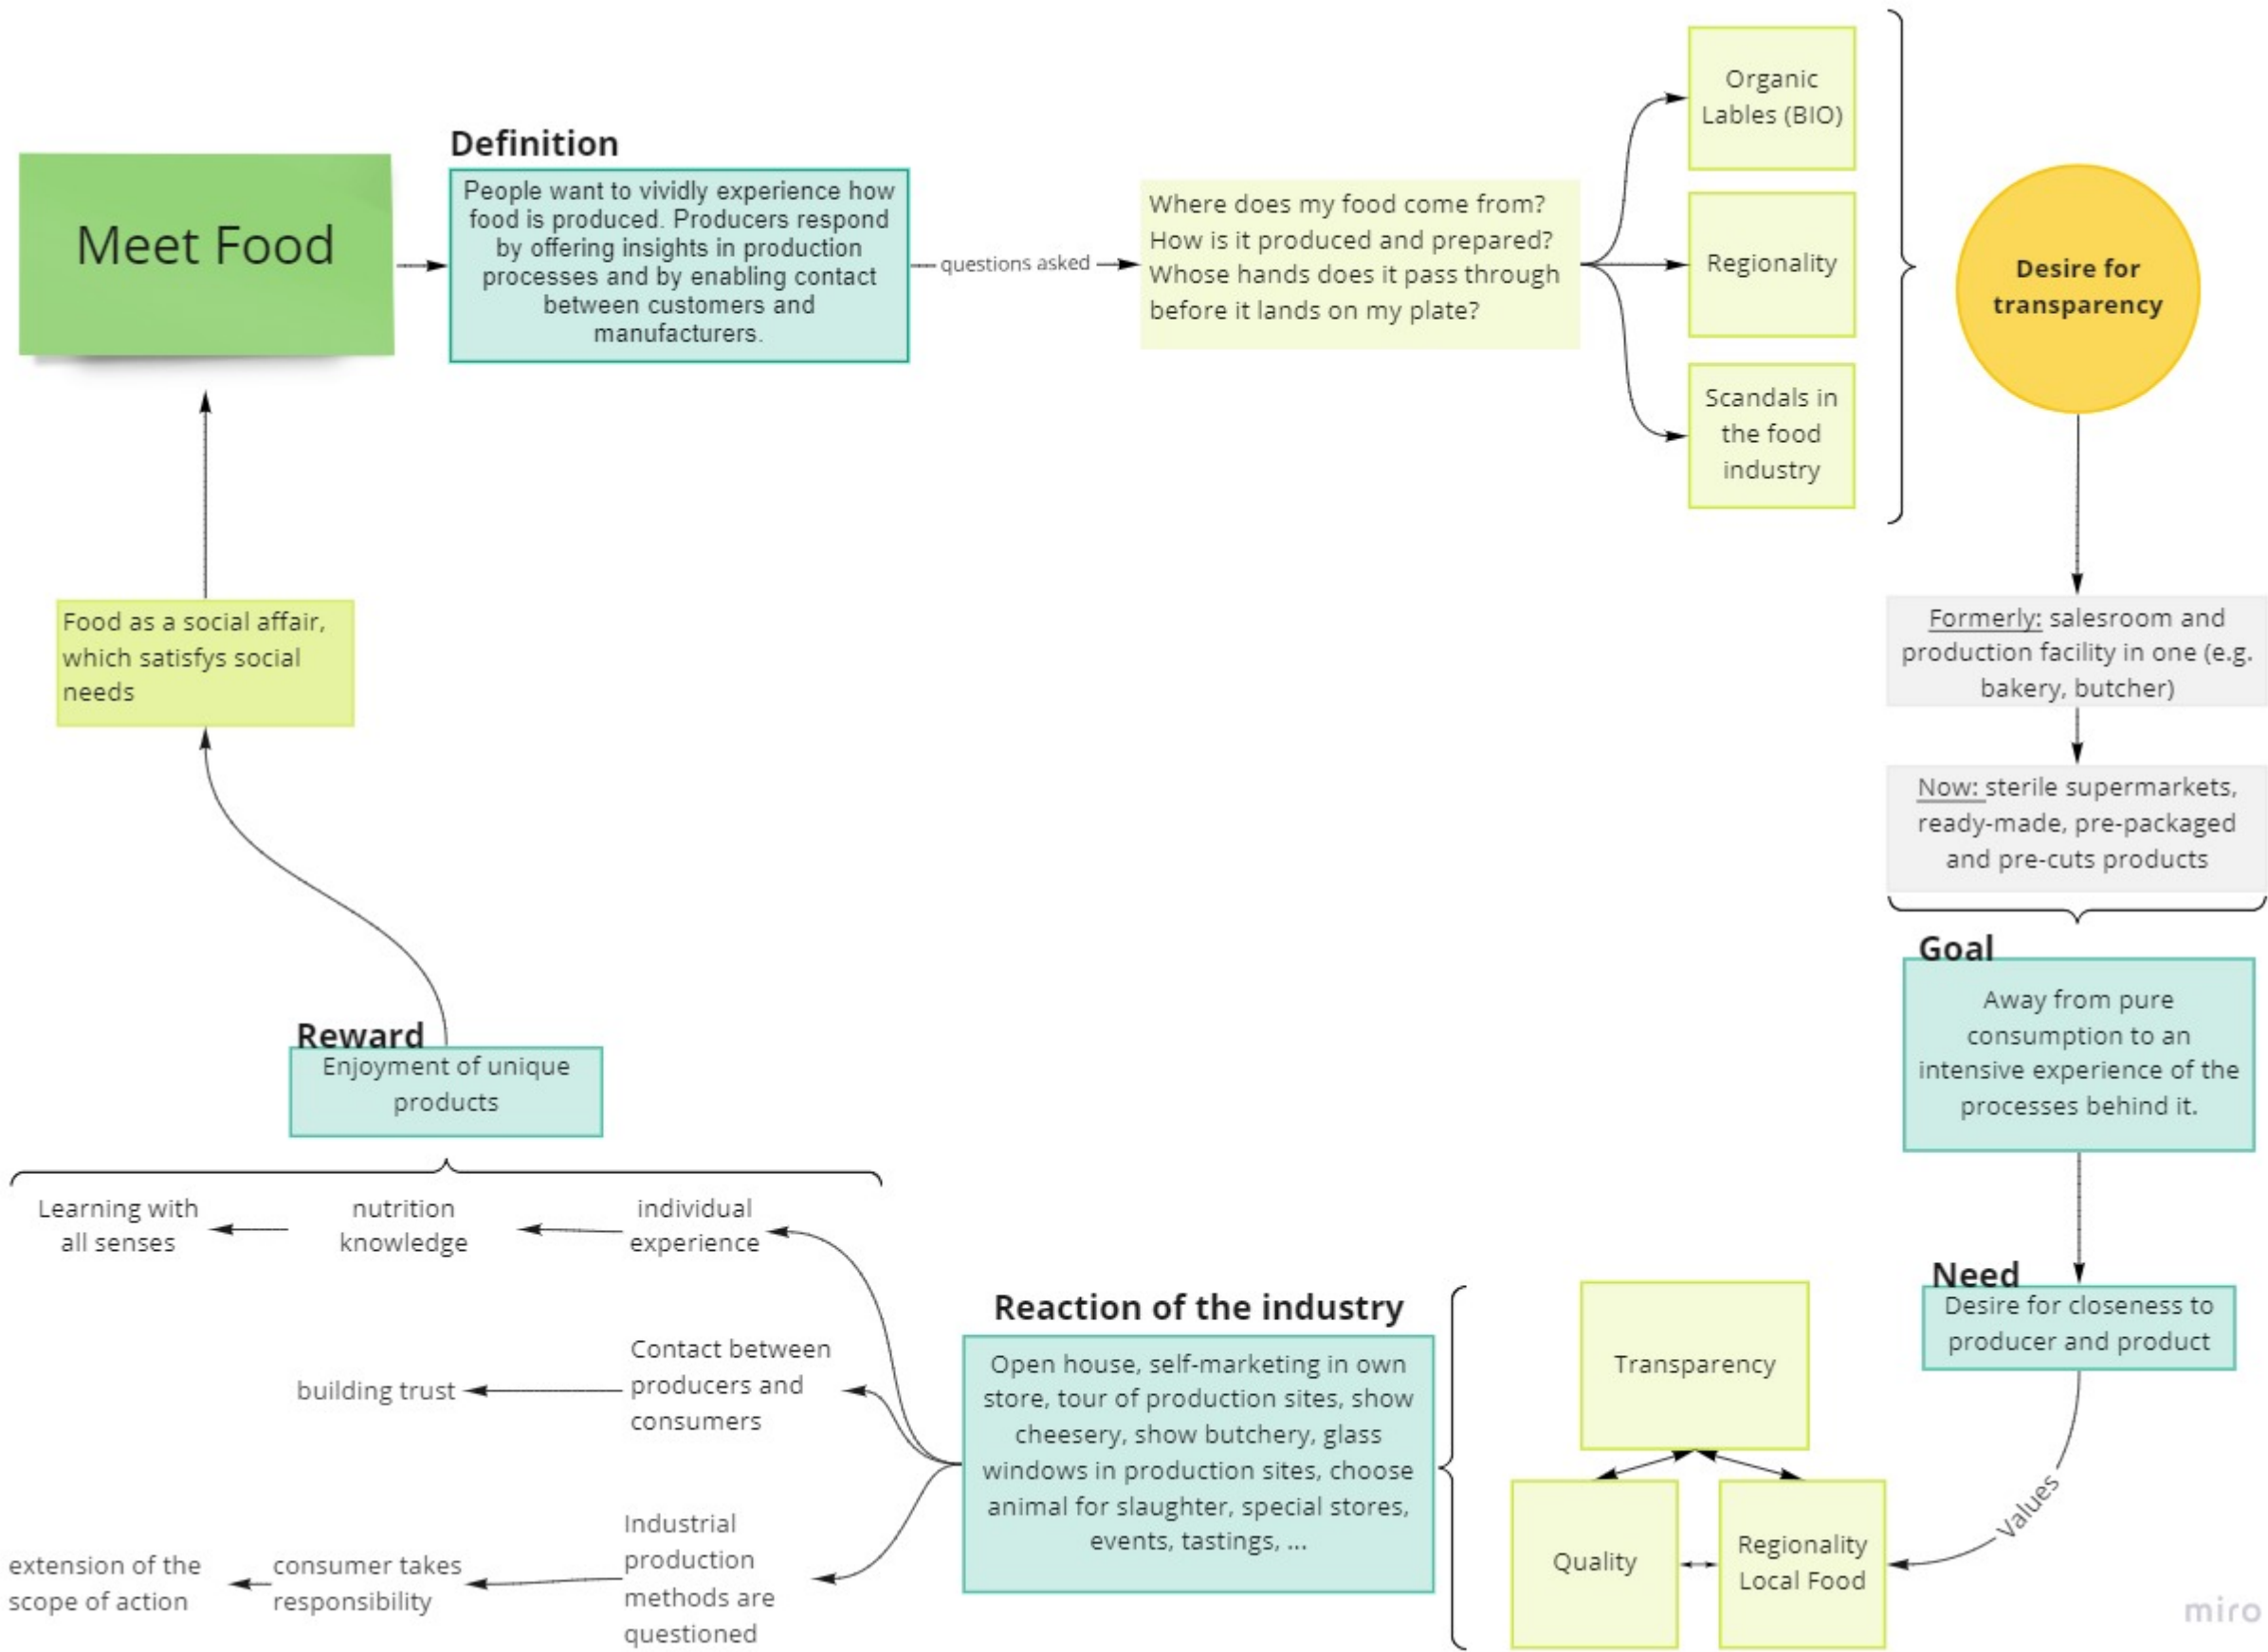 Meet Food
Definition
People want to vividly experience how
food is produced. Producers respond
by offering insights in production
processes and by enabling contact
between customers and
manufacturers.
questions asked
Where does my food come from?
How is it produced and prepared?
Whose hands does it pass through
before it lands on my plate?
Organic
Lables (BIO)
Regionality
Scandals in
the food
industry
Desire for
transparency
Formerly: salesroom and
production facility in one (e.g.
bakery, butcher)
Now: sterile supermarkets,
ready-made, pre-packaged
and pre-cuts products
Goal
Away from pure
consumption to an
intensive experience of the
processes behind it.
Need
Desire for closeness to
producer and product
Values
Transparency
Quality
Regionality
Local Food
Reaction of the industry
Open house, self-marketing in own
store, tour of production sites, show
cheesery, show butchery, glass
windows in production sites, choose
animal for slaughter, special stores,
events, tastings, ...
individual
experience
nutrition
knowledge
Learning with
all senses
Contact between
producers and
consumers
building trust
Industrial
production
methods are
questioned
consumer takes
responsibility
extension of the
scope of action
Reward
Enjoyment of unique
products
Food as a social affair,
which satisfys social
needs
miro